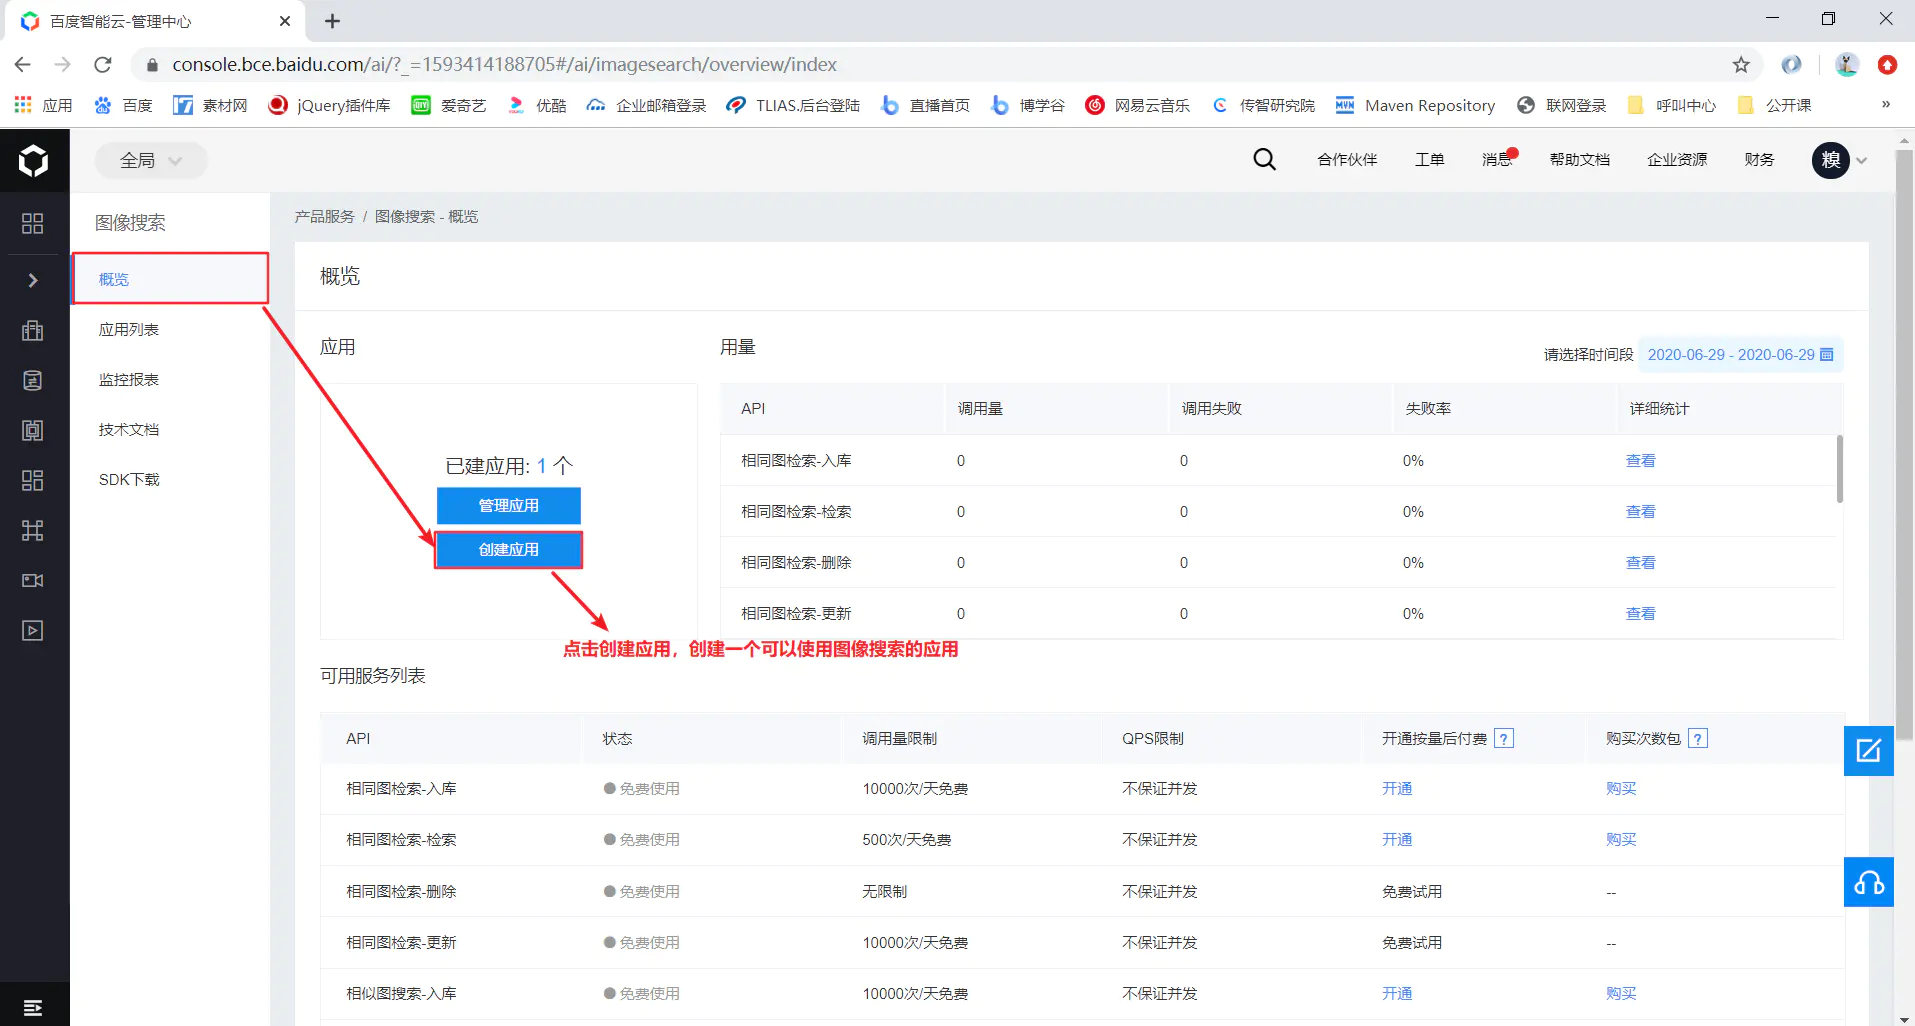 百度智能云-管理中心
console.bce.baidu.com/ai/?_=1593414188705#/ai/imagesearch/overview/index
应用 百度 素材网 jQuery插件库 爱奇艺 优酷 企业邮箱登录 TLIAS.后台登陆 直播首页 博学谷 网易云音乐 传智研究院 Maven Repository 联网登录 呼叫中心 公开课 »
全局 合作伙伴 工单 消息 帮助文档 企业资源 财务 糗
图像搜索
概览
应用列表
监控报表
技术文档
SDK下载
产品服务 / 图像搜索 - 概览
概览
应用
已建应用: 1 个
管理应用
创建应用
点击创建应用，创建一个可以使用图像搜索的应用
用量
请选择时间段 2020-06-29 - 2020-06-29
API 调用量 调用失败 失败率 详细统计
相同图检索-入库 0 0 0% 查看
相同图检索-检索 0 0 0% 查看
相同图检索-删除 0 0 0% 查看
相同图检索-更新 0 0 0% 查看
可用服务列表
API 状态 调用量限制 QPS限制 开通按量后付费 ? 购买次数包 ?
相同图检索-入库 免费使用 10000次/天免费 不保证并发 开通 购买
相同图检索-检索 免费使用 500次/天免费 不保证并发 开通 购买
相同图检索-删除 免费使用 无限制 不保证并发 免费试用 --
相同图检索-更新 免费使用 10000次/天免费 不保证并发 免费试用 --
相似图搜索-入库 免费使用 10000次/天免费 不保证并发 开通 购买